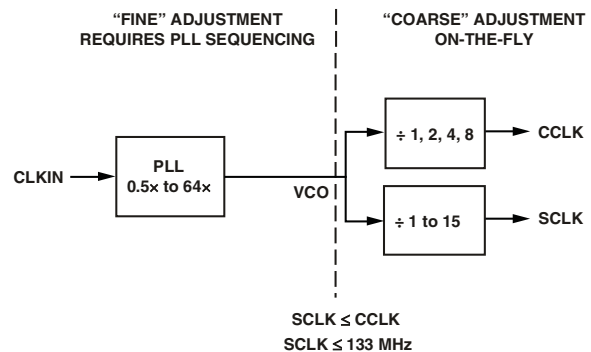 “FINE” ADJUSTMENT
REQUIRES PLL SEQUENCING
“COARSE” ADJUSTMENT
ON-THE-FLY
CLKIN
PLL
0.5× to 64×
VCO
÷ 1, 2, 4, 8
CCLK
÷ 1 to 15
SCLK
SCLK ≤ CCLK
SCLK ≤ 133 MHz